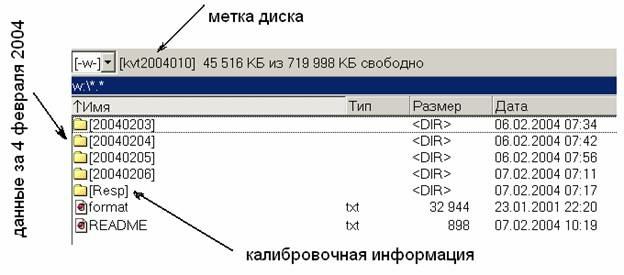 метка диска
[-w-] [kvt2004010] 45 516 КБ из 719 998 КБ свободно
w:\*.*
↑Имя Тип Размер Дата
[20040203] <DIR> 06.02.2004 07:34
[20040204] <DIR> 06.02.2004 07:42
[20040205] <DIR> 06.02.2004 07:56
[20040206] <DIR> 07.02.2004 07:11
[Resp] <DIR> 07.02.2004 07:17
format txt 32 944 23.01.2001 22:20
README txt 898 07.02.2004 10:19
данные за 4 февраля 2004
калибровочная информация